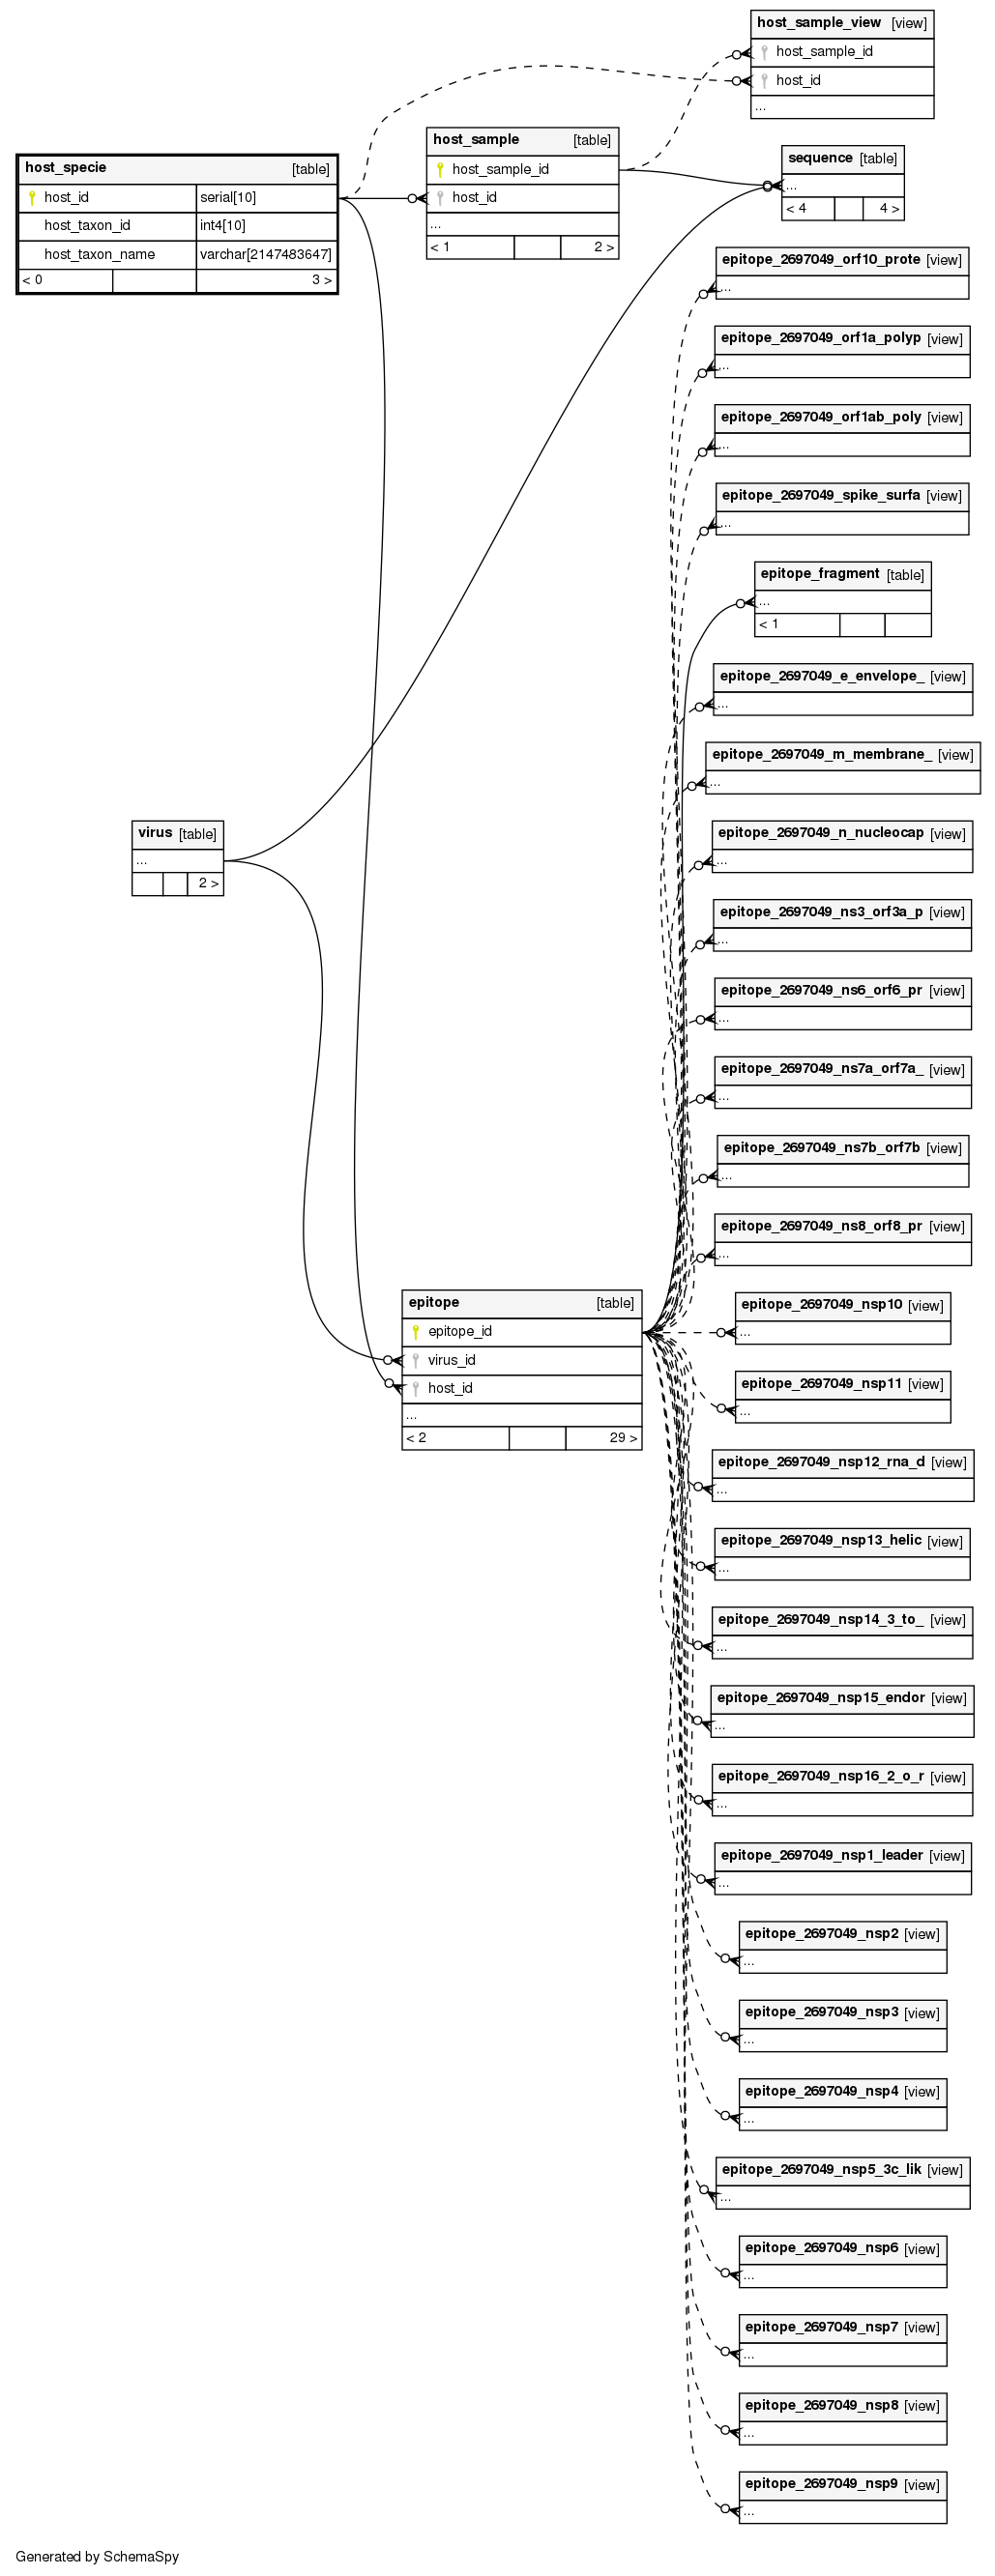 host_sample_view [view]
host_sample_id
host_id
...
host_specie [table]
host_id serial[10]
host_taxon_id int4[10]
host_taxon_name varchar[2147483647]
< 0 3 >
host_sample [table]
host_sample_id
host_id
...
< 1 2 >
sequence [table]
...
< 4 4 >
epitope_2697049_orf10_prote [view]
...
epitope_2697049_orf1a_polyp [view]
...
epitope_2697049_orf1ab_poly [view]
...
epitope_2697049_spike_surfa [view]
...
epitope_fragment [table]
...
< 1
epitope_2697049_e_envelope_ [view]
...
epitope_2697049_m_membrane_ [view]
...
virus [table]
...
2 >
epitope_2697049_n_nucleocap [view]
...
epitope_2697049_ns3_orf3a_p [view]
...
epitope_2697049_ns6_orf6_pr [view]
...
epitope_2697049_ns7a_orf7a_ [view]
...
epitope_2697049_ns7b_orf7b [view]
...
epitope_2697049_ns8_orf8_pr [view]
...
epitope [table]
epitope_id
virus_id
host_id
...
< 2 29 >
epitope_2697049_nsp10 [view]
...
epitope_2697049_nsp11 [view]
...
epitope_2697049_nsp12_rna_d [view]
...
epitope_2697049_nsp13_helic [view]
...
epitope_2697049_nsp14_3_to_ [view]
...
epitope_2697049_nsp15_endor [view]
...
epitope_2697049_nsp16_2_o_r [view]
...
epitope_2697049_nsp1_leader [view]
...
epitope_2697049_nsp2 [view]
...
epitope_2697049_nsp3 [view]
...
epitope_2697049_nsp4 [view]
...
epitope_2697049_nsp5_3c_lik [view]
...
epitope_2697049_nsp6 [view]
...
epitope_2697049_nsp7 [view]
...
epitope_2697049_nsp8 [view]
...
epitope_2697049_nsp9 [view]
...
Generated by SchemaSpy